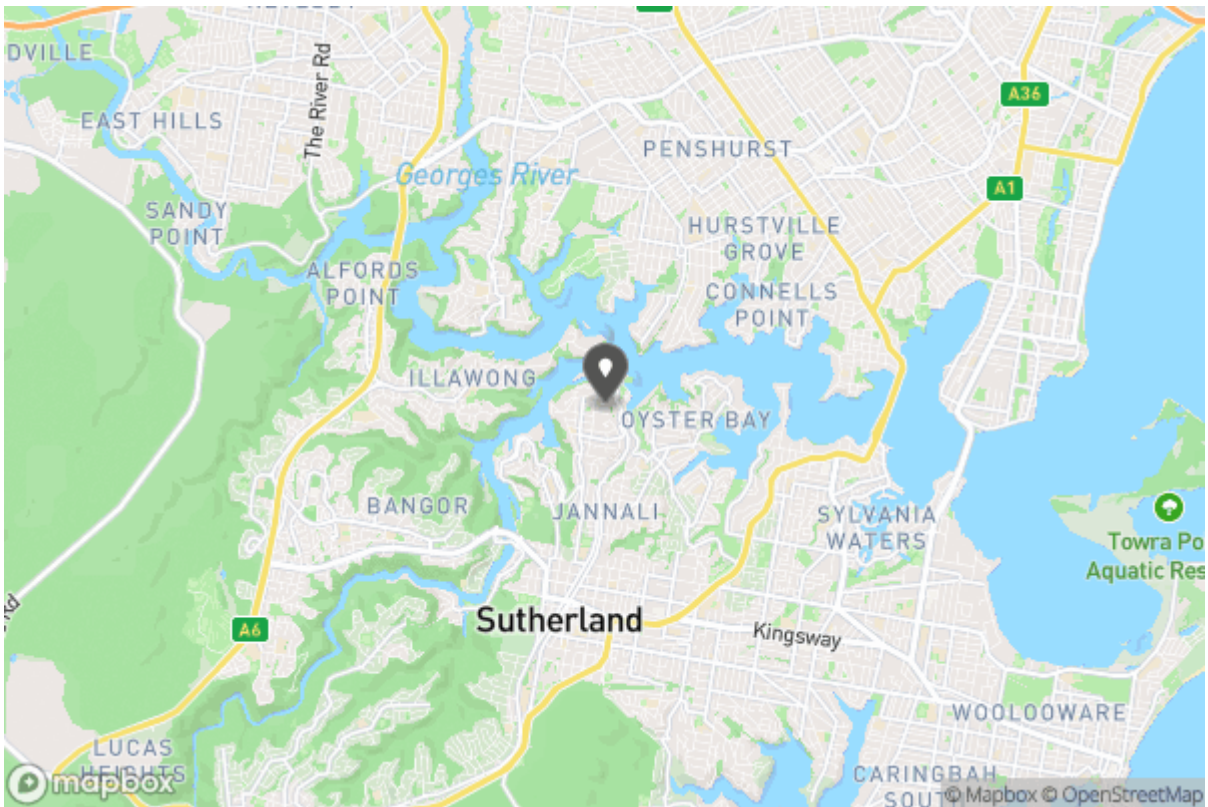 DVILLE
EAST HILLS
The River Rd
A36
PENSHURST
Georges River
A1
SANDY
POINT
HURSTVILLE
GROVE
ALFORDS
POINT
CONNELLS
POINT
ILLAWONG
OYSTER BAY
BANGOR
JANNALI
SYLVANIA
WATERS
Towra Po
Aquatic Res
Rd
Sutherland
A6
Kingsway
WOOLOOWARE
LUCAS
HEIGHTS
CARINGBAH
SOUT
mapbox
© Mapbox © OpenStreetMap